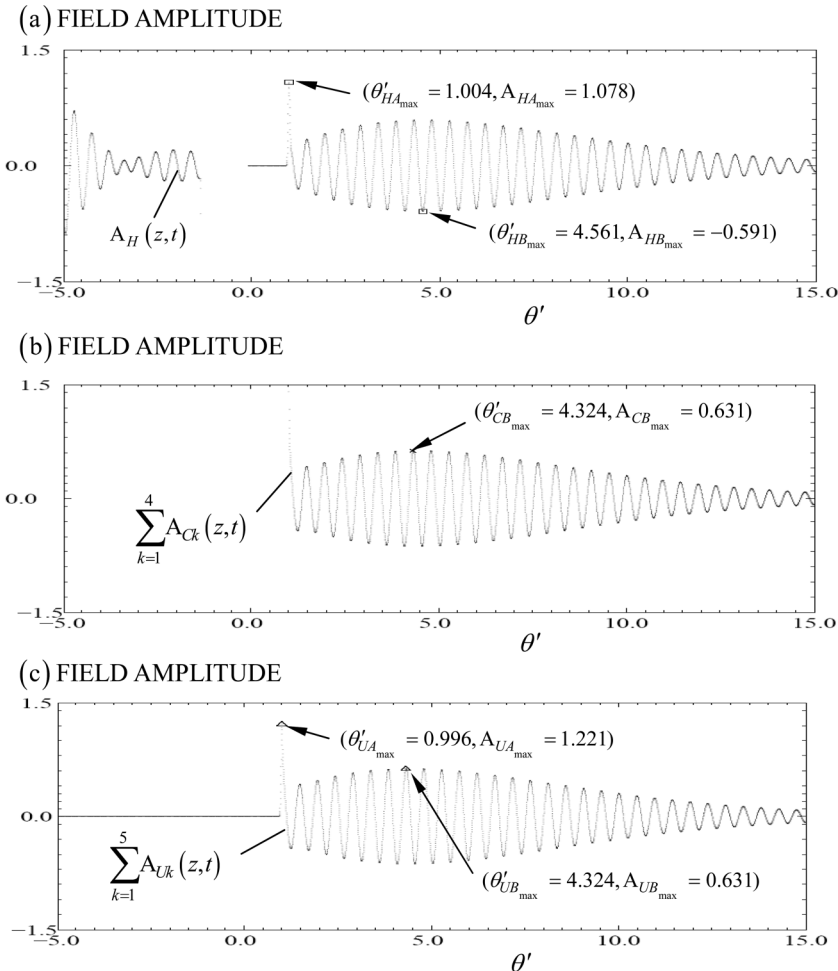 (a) FIELD AMPLITUDE
1.5
(θ′HAmax = 1.004, AHAmax = 1.078)
0.0
AH(z,t)
(θ′HBmax = 4.561, AHBmax = −0.591)
−1.5
−5.0 0.0 5.0 10.0 15.0
θ′
(b) FIELD AMPLITUDE
1.5
(θ′CBmax = 4.324, ACBmax = 0.631)
0.0
4
∑ACk(z,t)
k=1
−1.5
−5.0 0.0 5.0 10.0 15.0
θ′
(c) FIELD AMPLITUDE
1.5
(θ′UAmax = 0.996, AUAmax = 1.221)
0.0
5
∑AUk(z,t)
k=1
(θ′UBmax = 4.324, AUBmax = 0.631)
−1.5
−5.0 0.0 5.0 10.0 15.0
θ′